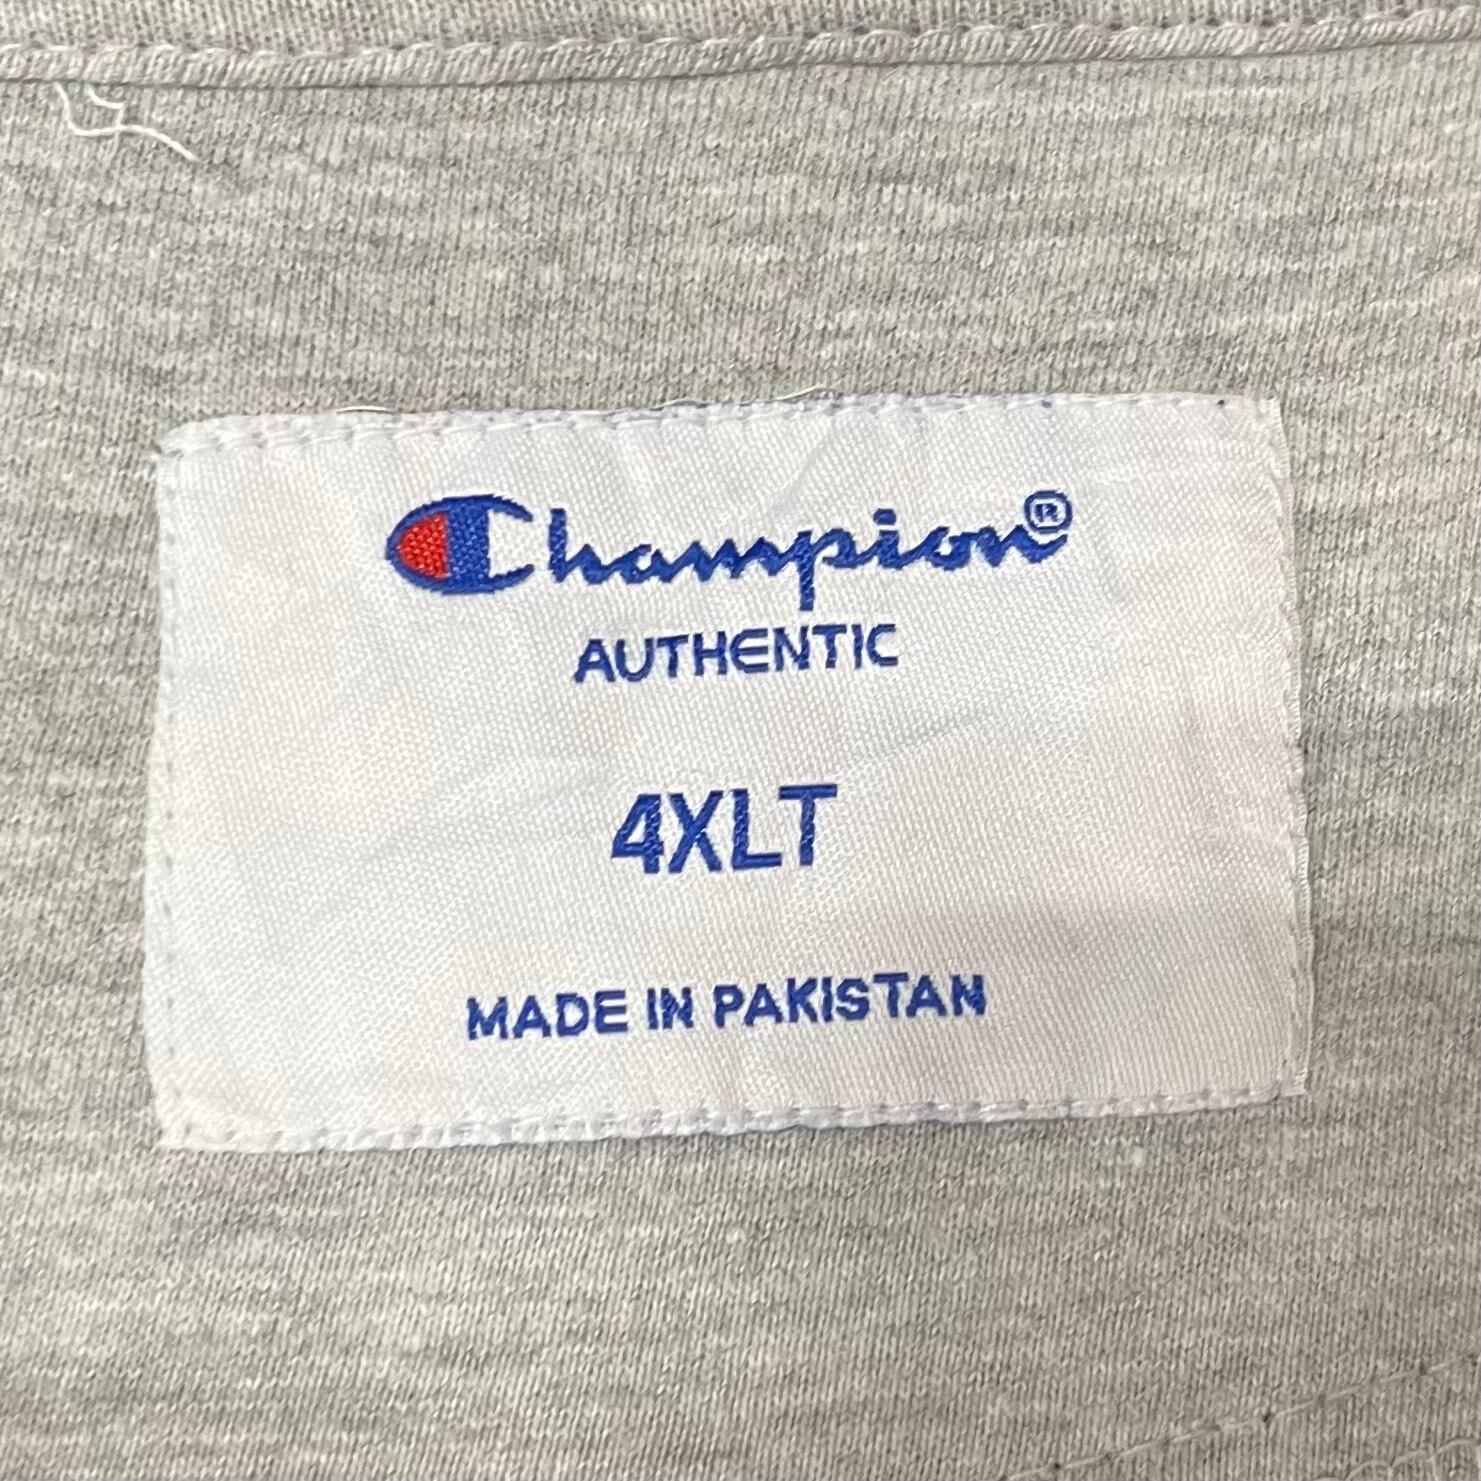 Champion®
AUTHENTIC
4XLT
MADE IN PAKISTAN